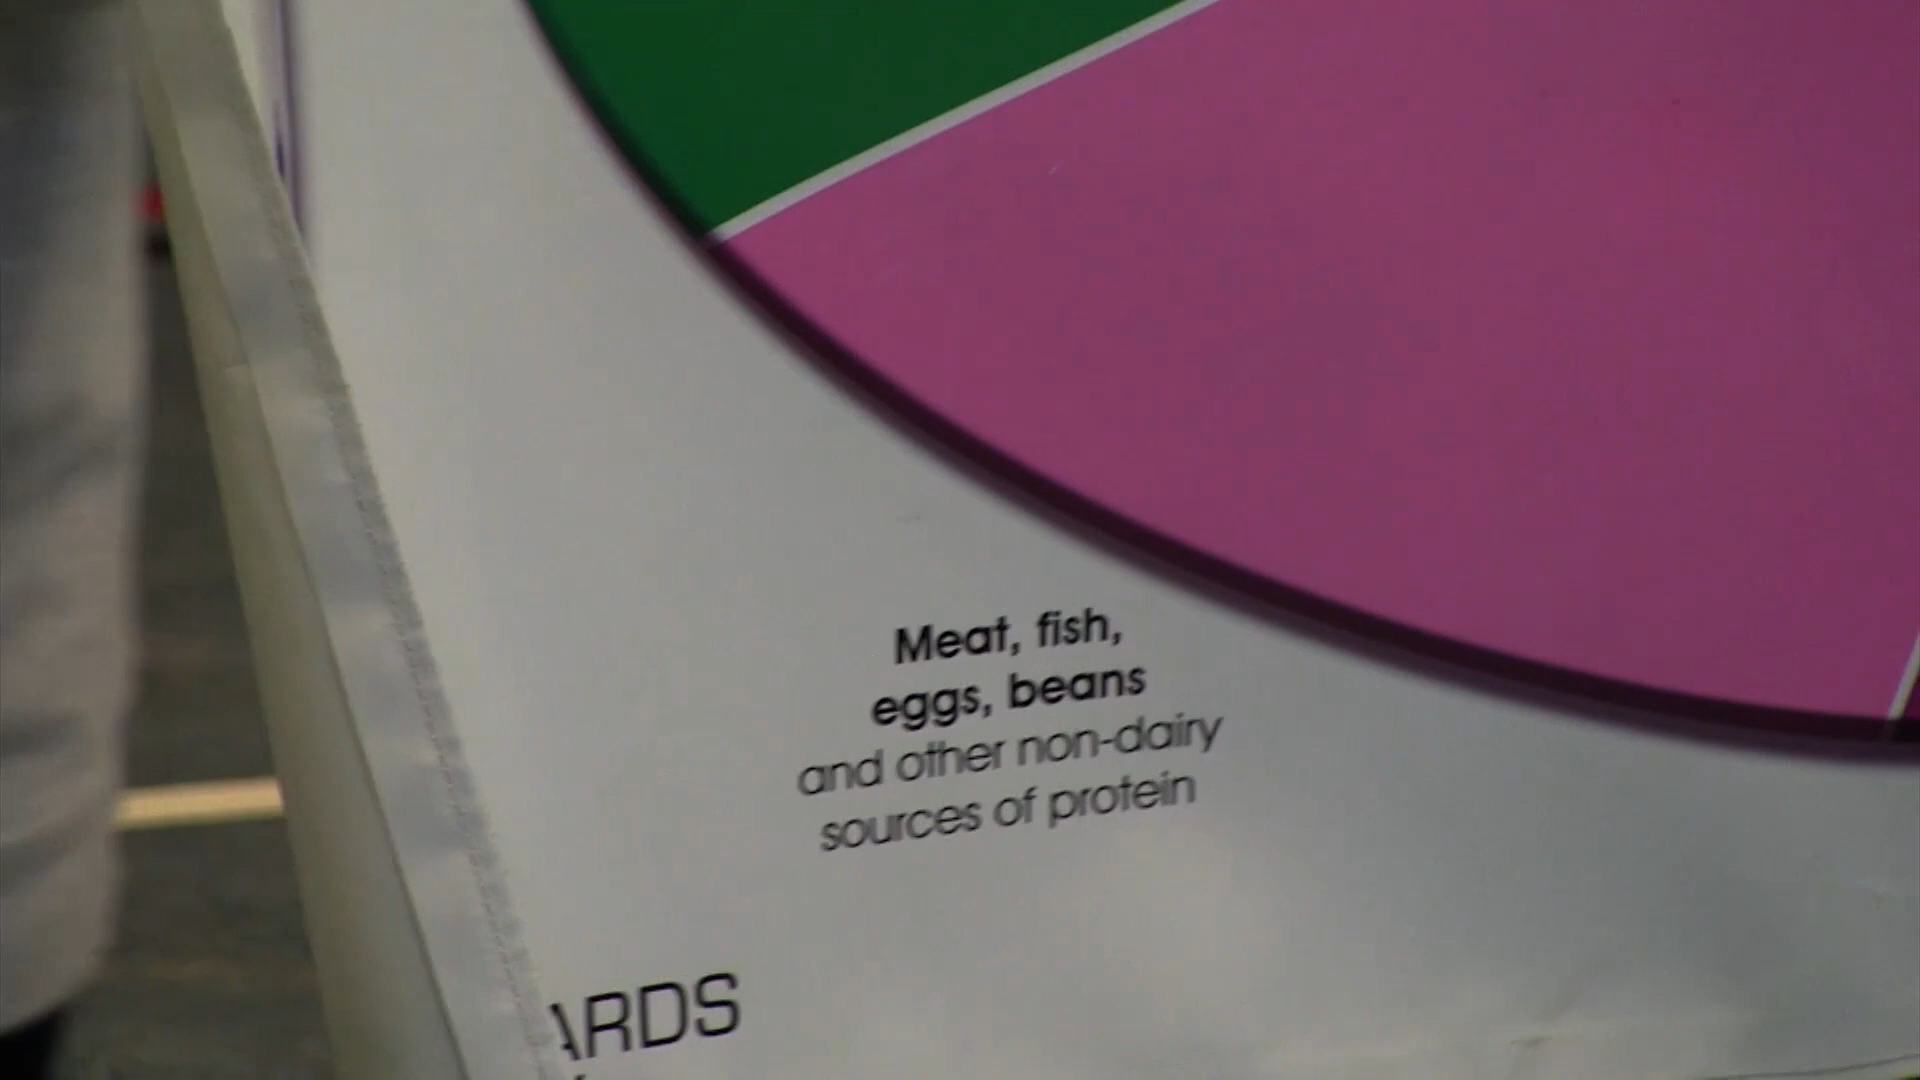 Meat, fish,
eggs, beans
and other non-dairy
sources of protein
ARDS